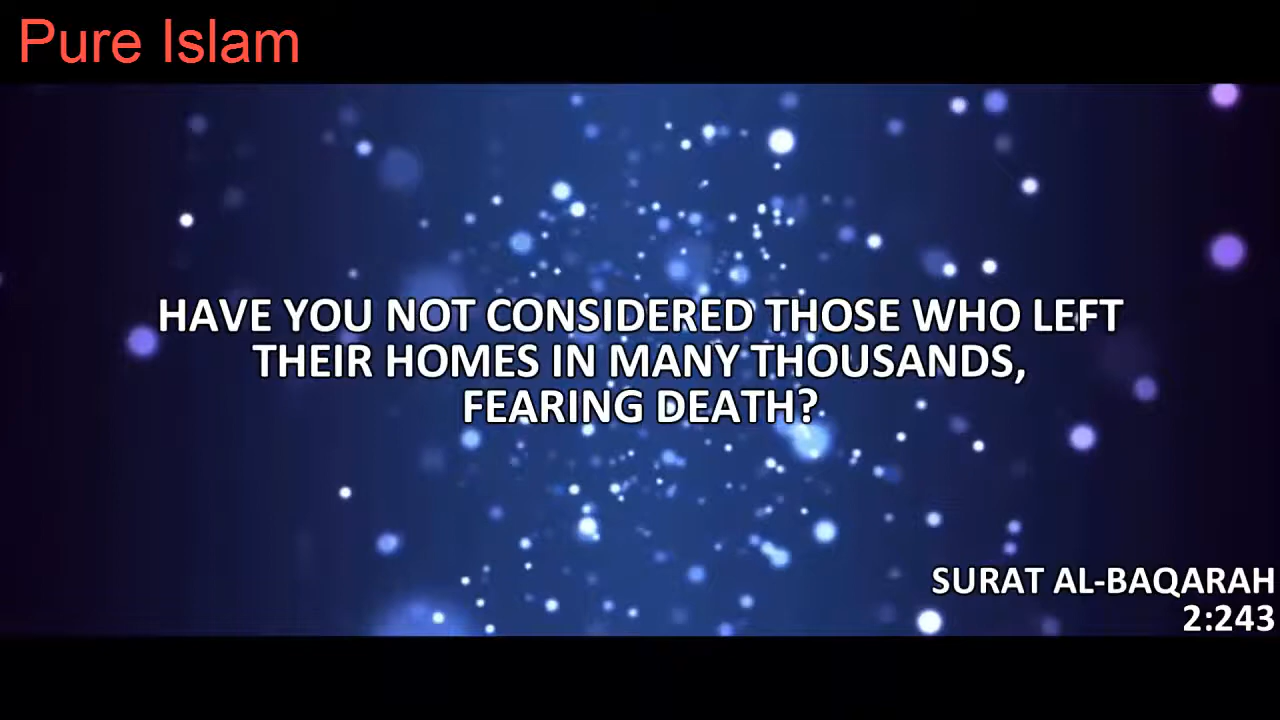 Pure Islam
HAVE YOU NOT CONSIDERED THOSE WHO LEFT
THEIR HOMES IN MANY THOUSANDS,
FEARING DEATH?
SURAT AL-BAQARAH
2:243